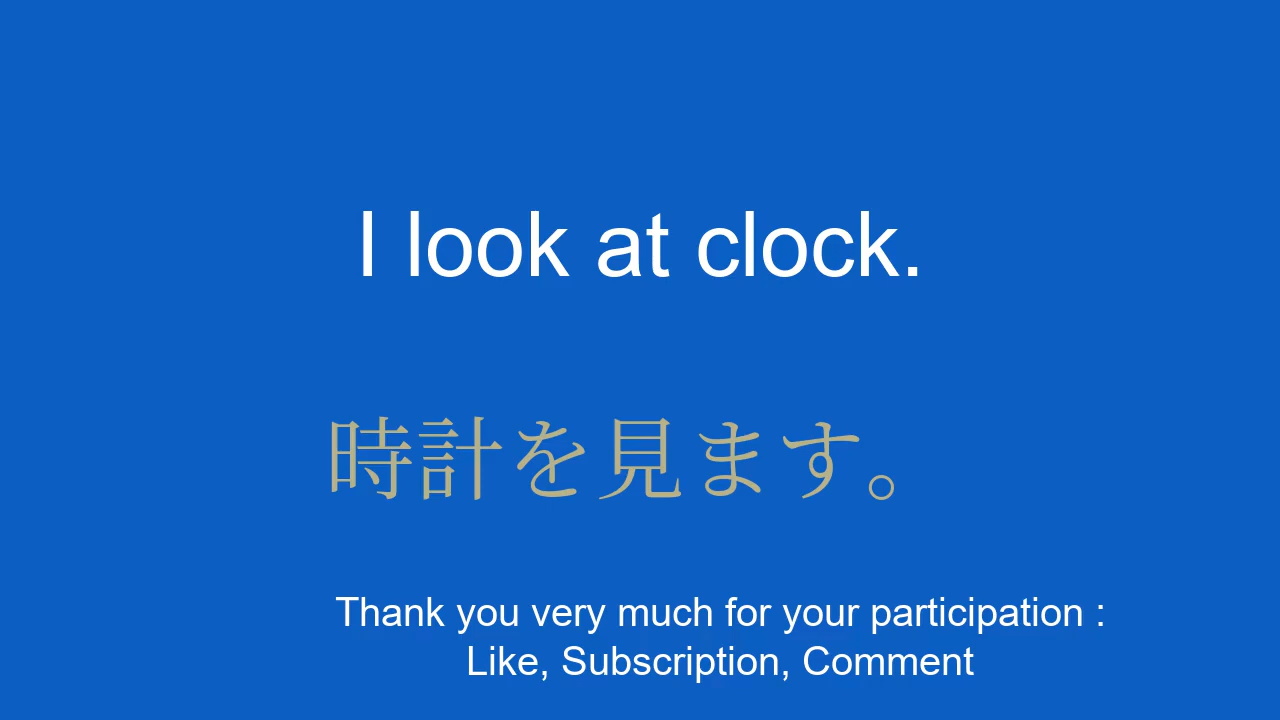 I look at clock.
時計を見ます。
Thank you very much for your participation :
Like, Subscription, Comment